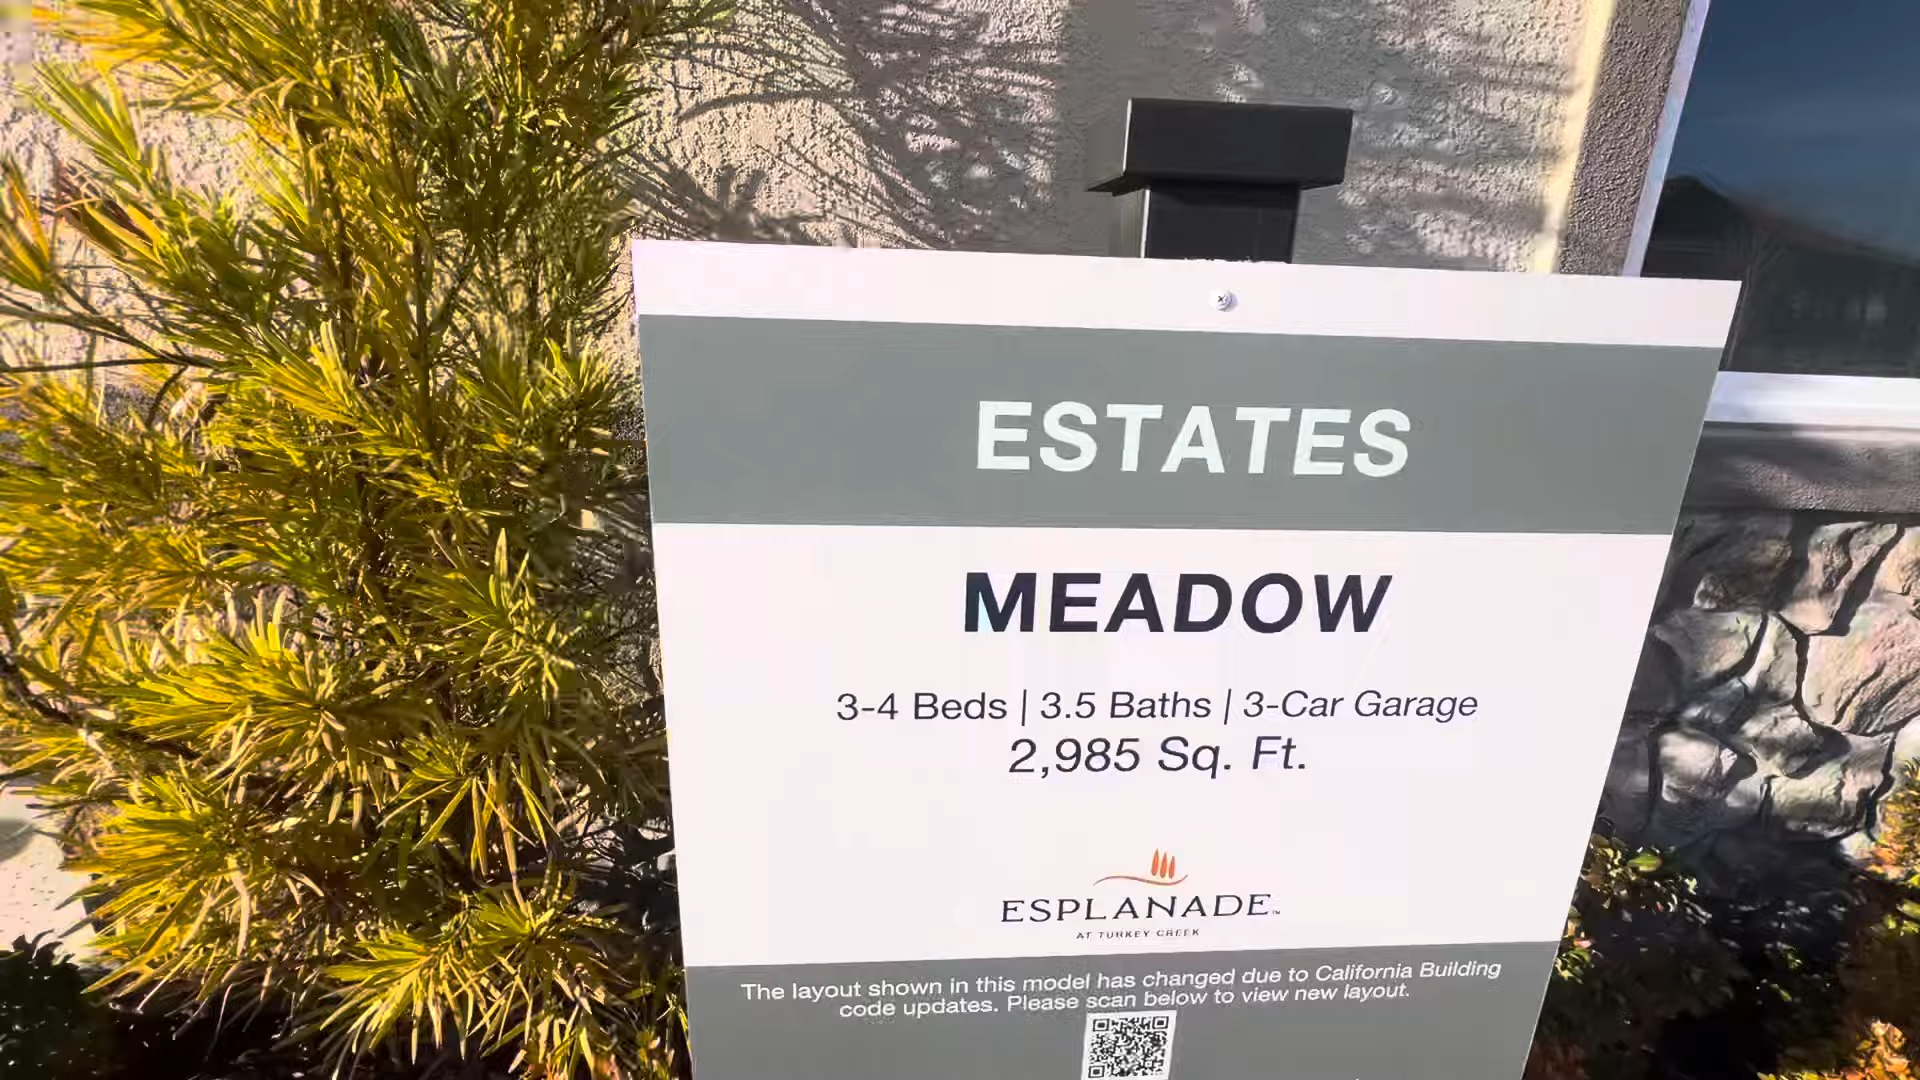 ESTATES
MEADOW
3-4 Beds | 3.5 Baths | 3-Car Garage
2,985 Sq. Ft.
ESPLANADE™
AT TURKEY CREEK
The layout shown in this model has changed due to California Building
code updates. Please scan below to view new layout.